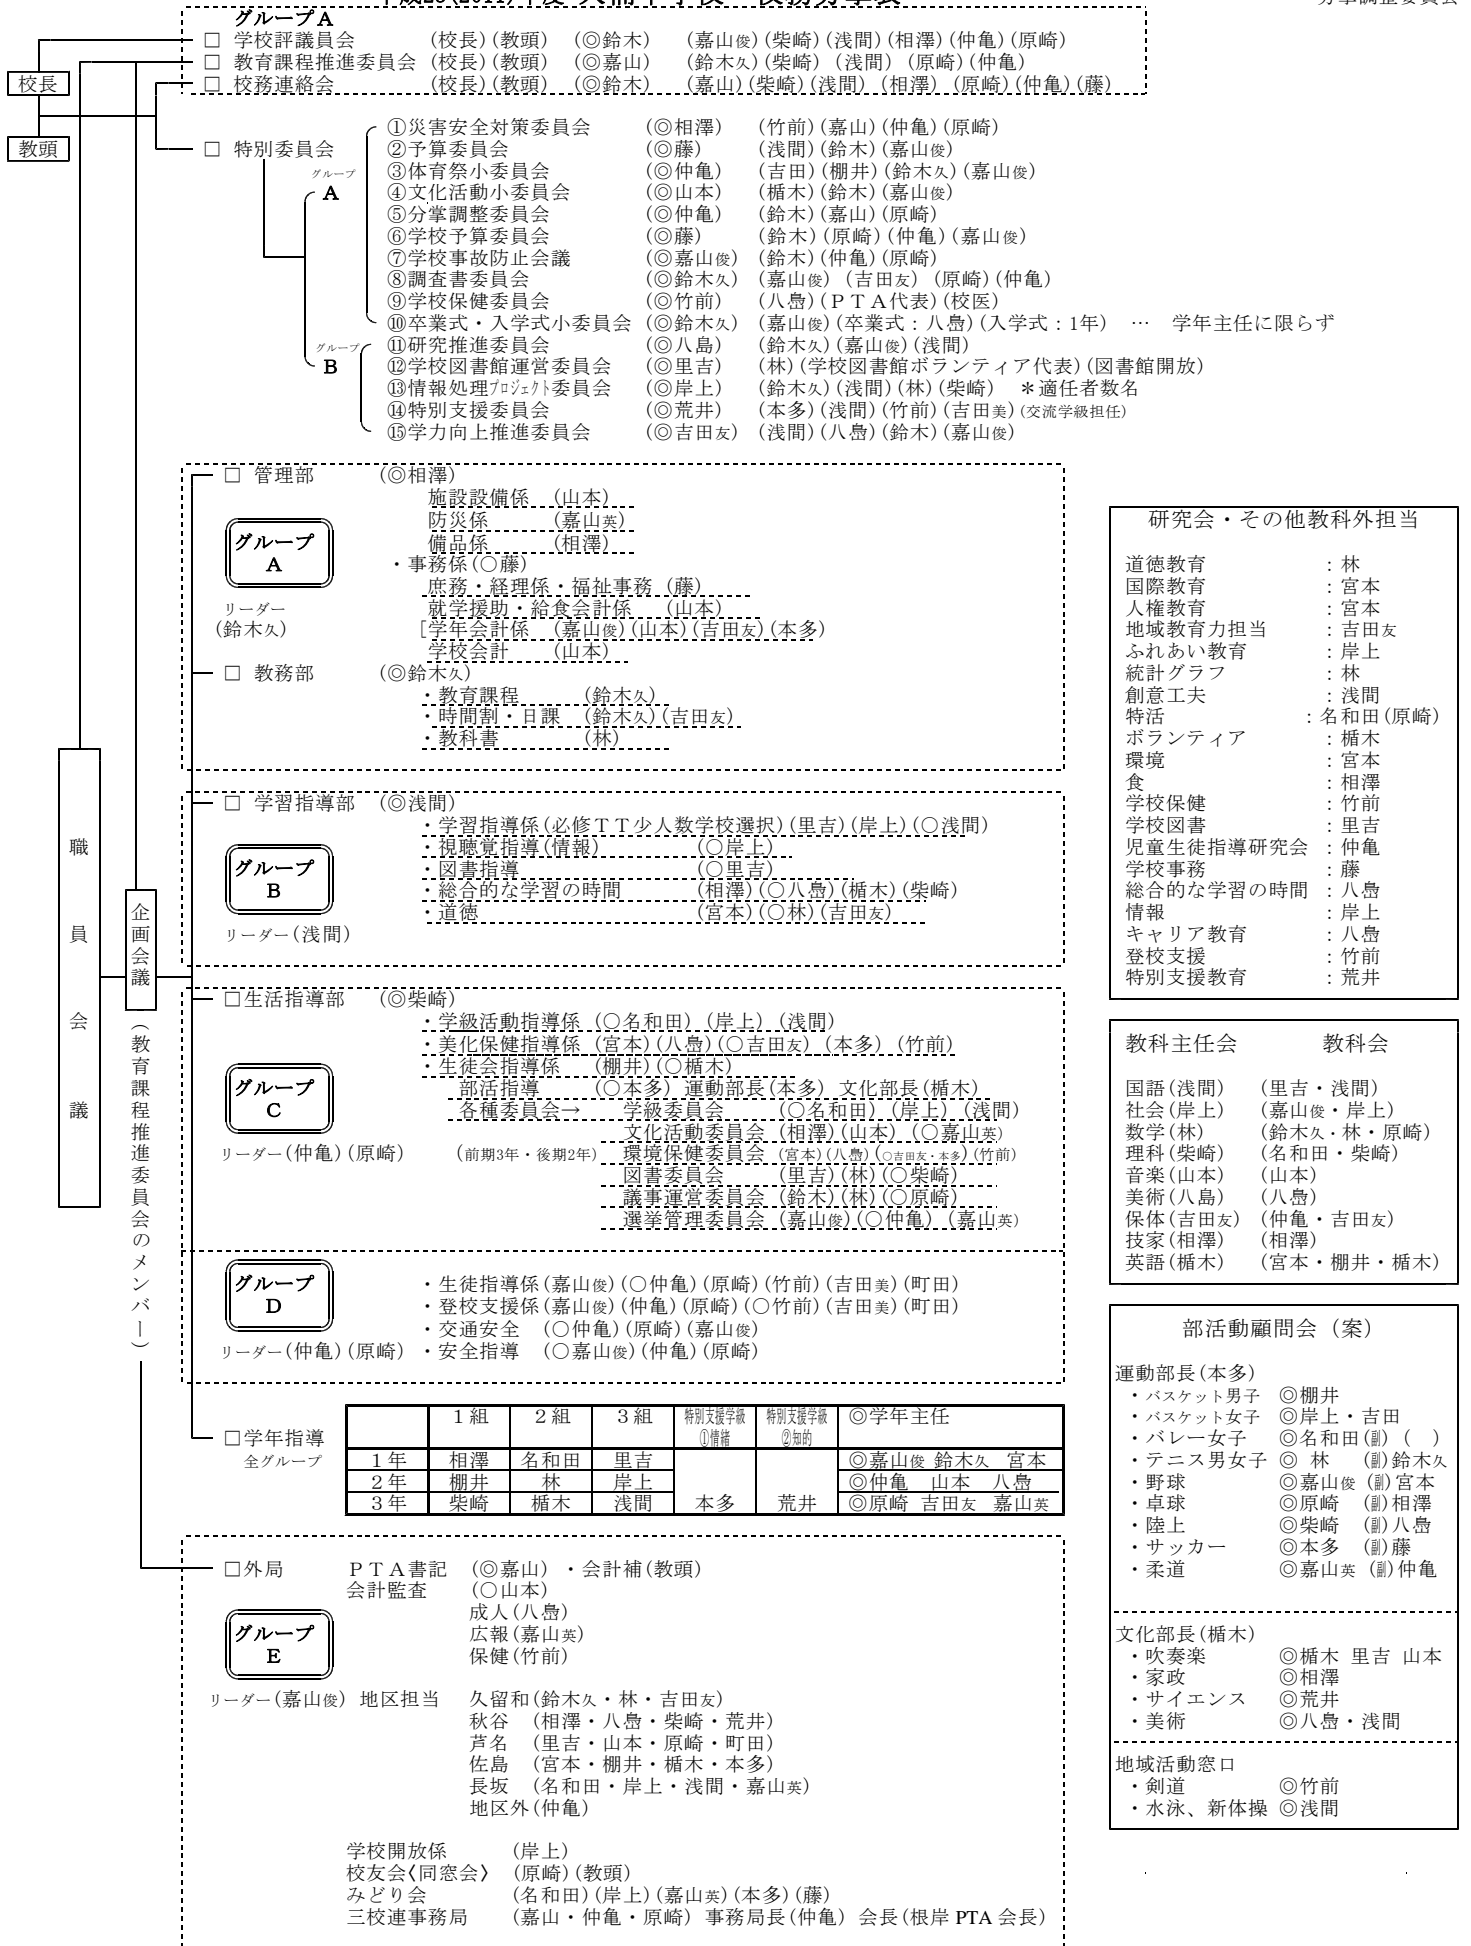 グループA
□ 学校評議員会 (校長)(教頭) (◎鈴木) (嘉山俊)(柴崎)(浅間)(相澤)(仲亀)(原崎)
□ 教育課程推進委員会 (校長)(教頭) (◎嘉山) (鈴木久)(柴崎) (浅間) (原崎)(仲亀)
□ 校務連絡会 (校長)(教頭) (◎鈴木) (嘉山)(柴崎)(浅間) (相澤) (原崎)(仲亀)(藤)
校長
教頭
□ 特別委員会
グループ
A
①災害安全対策委員会 (◎相澤) (竹前)(嘉山)(仲亀)(原崎)
②予算委員会 (◎藤) (浅間)(鈴木)(嘉山俊)
③体育祭小委員会 (◎仲亀) (吉田)(棚井)(鈴木久)(嘉山俊)
④文化活動小委員会 (◎山本) (楯木)(鈴木)(嘉山俊)
⑤分掌調整委員会 (◎仲亀) (鈴木)(嘉山)(原崎)
⑥学校予算委員会 (◎藤) (鈴木)(原崎)(仲亀)(嘉山俊)
⑦学校事故防止会議 (◎嘉山俊) (鈴木)(仲亀)(原崎)
⑧調査書委員会 (◎鈴木久) (嘉山俊) (吉田友) (原崎)(仲亀)
⑨学校保健委員会 (◎竹前) (八嶌)(PTA代表)(校医)
⑩卒業式・入学式小委員会 (◎鈴木久) (嘉山俊)(卒業式：八嶌)(入学式：1年) … 学年主任に限らず
グループ
B
⑪研究推進委員会 (◎八島) (鈴木久)(嘉山俊)(浅間)
⑫学校図書館運営委員会 (◎里吉) (林)(学校図書館ボランティア代表)(図書館開放)
⑬情報処理プロジェクト委員会 (◎岸上) (鈴木久)(浅間)(林)(柴崎) ＊適任者数名
⑭特別支援委員会 (◎荒井) (本多)(浅間)(竹前)(吉田美)(交流学級担任)
⑮学力向上推進委員会 (◎吉田友) (浅間)(八嶌)(鈴木)(嘉山俊)
□ 管理部 (◎相澤)
施設設備係 (山本)
防災係 (嘉山英)
備品係 (相澤)
グループ
A
・事務係(○藤)
庶務・経理係・福祉事務 (藤)
就学援助・給食会計係 (山本)
リーダー
(鈴木久)
[学年会計係 (嘉山俊)(山本)(吉田友)(本多)
学校会計 (山本)
□ 教務部 (◎鈴木久)
・教育課程 (鈴木久)
・時間割・日課 (鈴木久)(吉田友)
・教科書 (林)
□ 学習指導部 (◎浅間)
・学習指導係(必修TT少人数学校選択)(里吉)(岸上)(○浅間)
・視聴覚指導(情報) (○岸上)
・図書指導 (○里吉)
・総合的な学習の時間 (相澤)(○八嶌)(楯木)(柴崎)
・道徳 (宮本)(○林)(吉田友)
グループ
B
リーダー(浅間)
職員会議
企画会議
(教育課程推進委員会のメンバー)
□生活指導部 (◎柴崎)
・学級活動指導係 (○名和田) (岸上) (浅間)
・美化保健指導係 (宮本)(八嶌)(○吉田友) (本多) (竹前)
・生徒会指導係 (棚井)(○楯木)
部活指導 (○本多) 運動部長(本多) 文化部長(楯木)
各種委員会→ 学級委員会 (○名和田) (岸上) (浅間)
文化活動委員会 (相澤)(山本) (○嘉山英)
(前期3年・後期2年) 環境保健委員会 (宮本)(八嶌)(○吉田友・本多)(竹前)
図書委員会 (里吉)(林)(○柴崎)
議事運営委員会 (鈴木)(林)(○原崎)
選挙管理委員会 (嘉山俊)(○仲亀) (嘉山英)
グループ
C
リーダー(仲亀)(原崎)
グループ
D
リーダー(仲亀)(原崎)
・生徒指導係(嘉山俊)(○仲亀)(原崎)(竹前)(吉田美)(町田)
・登校支援係(嘉山俊)(仲亀)(原崎)(○竹前)(吉田美)(町田)
・交通安全 (○仲亀)(原崎)(嘉山俊)
・安全指導 (○嘉山俊)(仲亀)(原崎)
□学年指導
全グループ
1組 2組 3組 特別支援学級①情緒 特別支援学級②知的 ◎学年主任
1年 相澤 名和田 里吉 ◎嘉山俊 鈴木久 宮本
2年 棚井 林 岸上 ◎仲亀 山本 八嶌
3年 柴崎 楯木 浅間 本多 荒井 ◎原崎 吉田友 嘉山英
□外局 PTA書記 (◎嘉山) ・会計補(教頭)
会計監査 (○山本)
成人(八嶌)
広報(嘉山英)
保健(竹前)
グループ
E
リーダー(嘉山俊) 地区担当 久留和(鈴木久・林・吉田友)
秋谷 (相澤・八嶌・柴崎・荒井)
芦名 (里吉・山本・原崎・町田)
佐島 (宮本・棚井・楯木・本多)
長坂 (名和田・岸上・浅間・嘉山英)
地区外(仲亀)
学校開放係 (岸上)
校友会〈同窓会〉 (原崎)(教頭)
みどり会 (名和田)(岸上)(嘉山英)(本多)(藤)
三校連事務局 (嘉山・仲亀・原崎) 事務局長(仲亀) 会長(根岸 PTA 会長)
研究会・その他教科外担当
道徳教育 ：林
国際教育 ：宮本
人権教育 ：宮本
地域教育力担当 ：吉田友
ふれあい教育 ：岸上
統計グラフ ：林
創意工夫 ：浅間
特活 ：名和田(原崎)
ボランティア ：楯木
環境 ：宮本
食 ：相澤
学校保健 ：竹前
学校図書 ：里吉
児童生徒指導研究会 ：仲亀
学校事務 ：藤
総合的な学習の時間 ：八嶌
情報 ：岸上
キャリア教育 ：八嶌
登校支援 ：竹前
特別支援教育 ：荒井
教科主任会 教科会
国語(浅間) (里吉・浅間)
社会(岸上) (嘉山俊・岸上)
数学(林) (鈴木久・林・原崎)
理科(柴崎) (名和田・柴崎)
音楽(山本) (山本)
美術(八島) (八嶌)
保体(吉田友) (仲亀・吉田友)
技家(相澤) (相澤)
英語(楯木) (宮本・棚井・楯木)
部活動顧問会（案）
運動部長(本多)
・バスケット男子 ◎棚井
・バスケット女子 ◎岸上・吉田
・バレー女子 ◎名和田(副) ( )
・テニス男女子 ◎ 林 (副)鈴木久
・野球 ◎嘉山俊 (副)宮本
・卓球 ◎原崎 (副)相澤
・陸上 ◎柴崎 (副)八嶌
・サッカー ◎本多 (副)藤
・柔道 ◎嘉山英 (副)仲亀
文化部長(楯木)
・吹奏楽 ◎楯木 里吉 山本
・家政 ◎相澤
・サイエンス ◎荒井
・美術 ◎八嶌・浅間
地域活動窓口
・剣道 ◎竹前
・水泳、新体操 ◎浅間